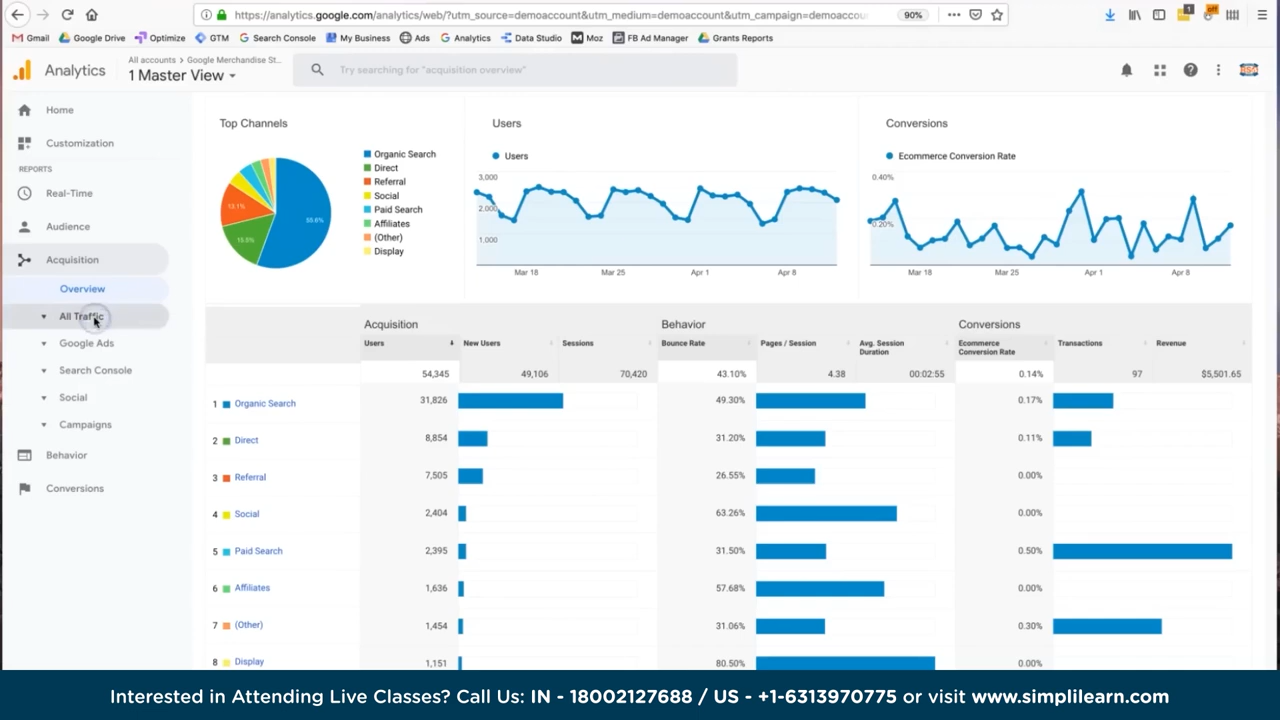 https://analytics.google.com/analytics/web/?utm_source=demoaccount&utm_medium=demoaccount&utm_campaign=demoaccou
90%
Gmail Google Drive Optimize GTM Search Console My Business Ads Analytics Data Studio Moz FB Ad Manager Grants Reports
Analytics
All accounts > Google Merchandise St...
1 Master View
Try searching for "acquisition overview"
Home
Customization
REPORTS
Real-Time
Audience
Acquisition
Overview
All Traffic
Google Ads
Search Console
Social
Campaigns
Behavior
Conversions
Top Channels
Organic Search
Direct
Referral
Social
Paid Search
Affiliates
(Other)
Display
13.1%
15.5%
Users
Users
3,000
2,000
1,000
Mar 18 Mar 25 Apr 1 Apr 8
Conversions
Ecommerce Conversion Rate
0.40%
0.20%
Mar 18 Mar 25 Apr 1 Apr 8
Acquisition Behavior Conversions
Users New Users Sessions Bounce Rate Pages / Session Avg. Session Duration Ecommerce Conversion Rate Transactions Revenue
54,345 49,106 70,420 43.10% 4.38 00:02:55 0.14% 97 $5,501.65
1 Organic Search 31,826 49.30% 0.17%
2 Direct 8,854 31.20% 0.11%
3 Referral 7,505 26.55% 0.00%
4 Social 2,404 63.26% 0.00%
5 Paid Search 2,395 31.50% 0.50%
6 Affiliates 1,636 57.68% 0.00%
7 (Other) 1,454 31.06% 0.30%
8 Display 1,151 80.50% 0.00%
Interested in Attending Live Classes? Call Us: IN - 18002127688 / US - +1-6313970775 or visit www.simplilearn.com